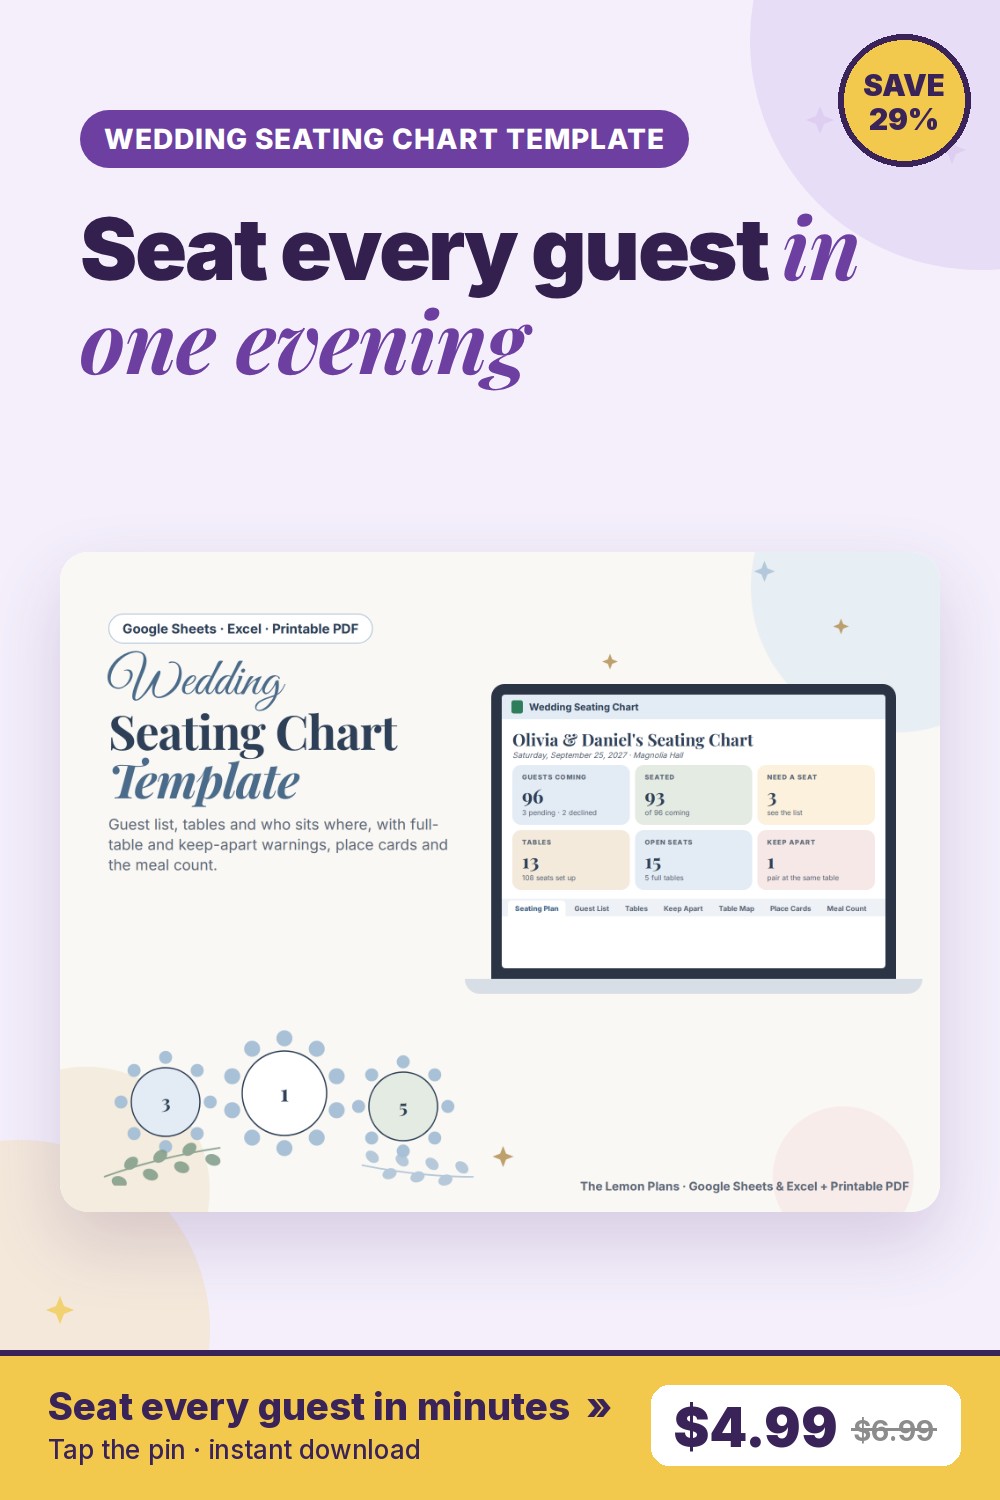 SAVE
29%
WEDDING SEATING CHART TEMPLATE
Seat every guest in
one evening
Google Sheets · Excel · Printable PDF
Wedding
Seating Chart
Template
Guest list, tables and who sits where, with full-
table and keep-apart warnings, place cards and
the meal count.
Wedding Seating Chart
Olivia & Daniel's Seating Chart
Saturday, September 25, 2027 · Magnolia Hall
GUESTS COMING
96
3 pending · 2 declined
SEATED
93
of 96 coming
NEED A SEAT
3
see the list
TABLES
13
108 seats set up
OPEN SEATS
15
5 full tables
KEEP APART
1
pair at the same table
Seating Plan Guest List Tables Keep Apart Table Map Place Cards Meal Count
3
1
5
The Lemon Plans · Google Sheets & Excel + Printable PDF
Seat every guest in minutes »
Tap the pin · instant download
$4.99 $6.99